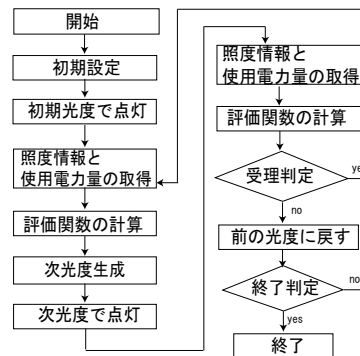 開始
初期設定
初期光度で点灯
照度情報と
使用電力量の取得
評価関数の計算
次光度生成
次光度で点灯
照度情報と
使用電力量の取得
評価関数の計算
受理判定
yes
no
前の光度に戻す
終了判定
no
yes
終了